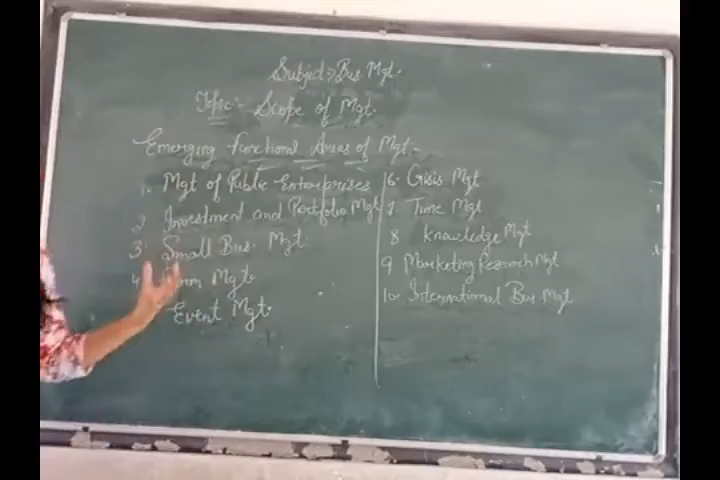 Subject:> Bus. Mgt.
Topic:- Scope of Mgt.
Emerging functional Areas of Mgt.-
1. Mgt of Public Enterprises
2. Investment and Portfolio Mgt
3. Small Bus. Mgt.
4. Mgt.
Event Mgt.
6. Crisis Mgt
7. Time Mgt
8 Knowledge Mgt
9 Marketing Research Mgt
10. International Bus. Mgt